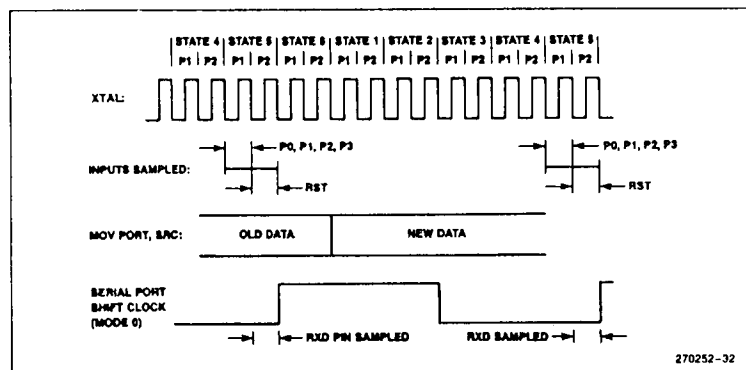 STATE 4 STATE 5 STATE 6 STATE 1 STATE 2 STATE 3 STATE 4 STATE 5
P1 P2 P1 P2 P1 P2 P1 P2 P1 P2 P1 P2 P1 P2 P1 P2
XTAL:
P0, P1, P2, P3 P0, P1, P2, P3
INPUTS SAMPLED:
RST RST
MOV PORT, SRC: OLD DATA NEW DATA
SERIAL PORT
SHIFT CLOCK
(MODE 0)
RXD PIN SAMPLED RXD SAMPLED
270252-32